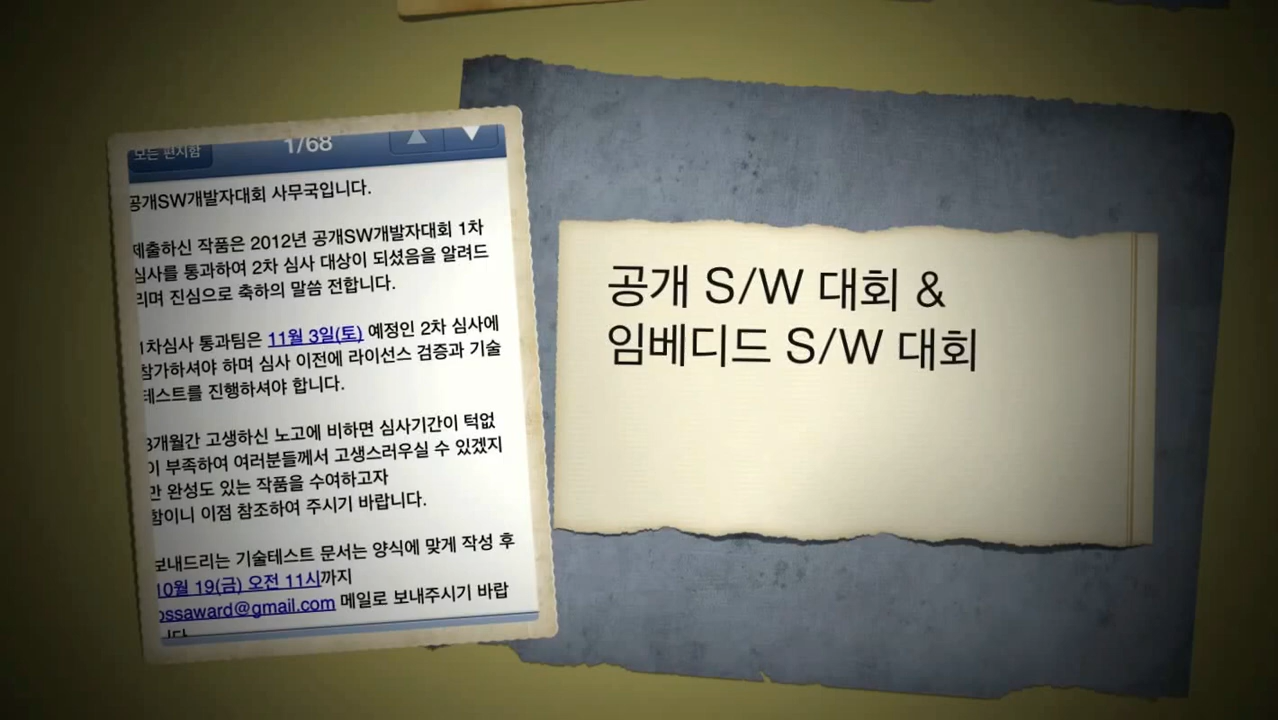 모든 편지함
1/68
공개SW개발자대회 사무국입니다.
제출하신 작품은 2012년 공개SW개발자대회 1차
심사를 통과하여 2차 심사 대상이 되셨음을 알려드
리며 진심으로 축하의 말씀 전합니다.
1차심사 통과팀은 11월 3일(토) 예정인 2차 심사에
참가하셔야 하며 심사 이전에 라이선스 검증과 기술
테스트를 진행하셔야 합니다.
3개월간 고생하신 노고에 비하면 심사기간이 턱없
이 부족하여 여러분들께서 고생스러우실 수 있겠지
만 완성도 있는 작품을 수여하고자
함이니 이점 참조하여 주시기 바랍니다.
보내드리는 기술테스트 문서는 양식에 맞게 작성 후
10월 19(금) 오전 11시까지
ossaward@gmail.com 메일로 보내주시기 바랍
니다
공개 S/W 대회 &
임베디드 S/W 대회